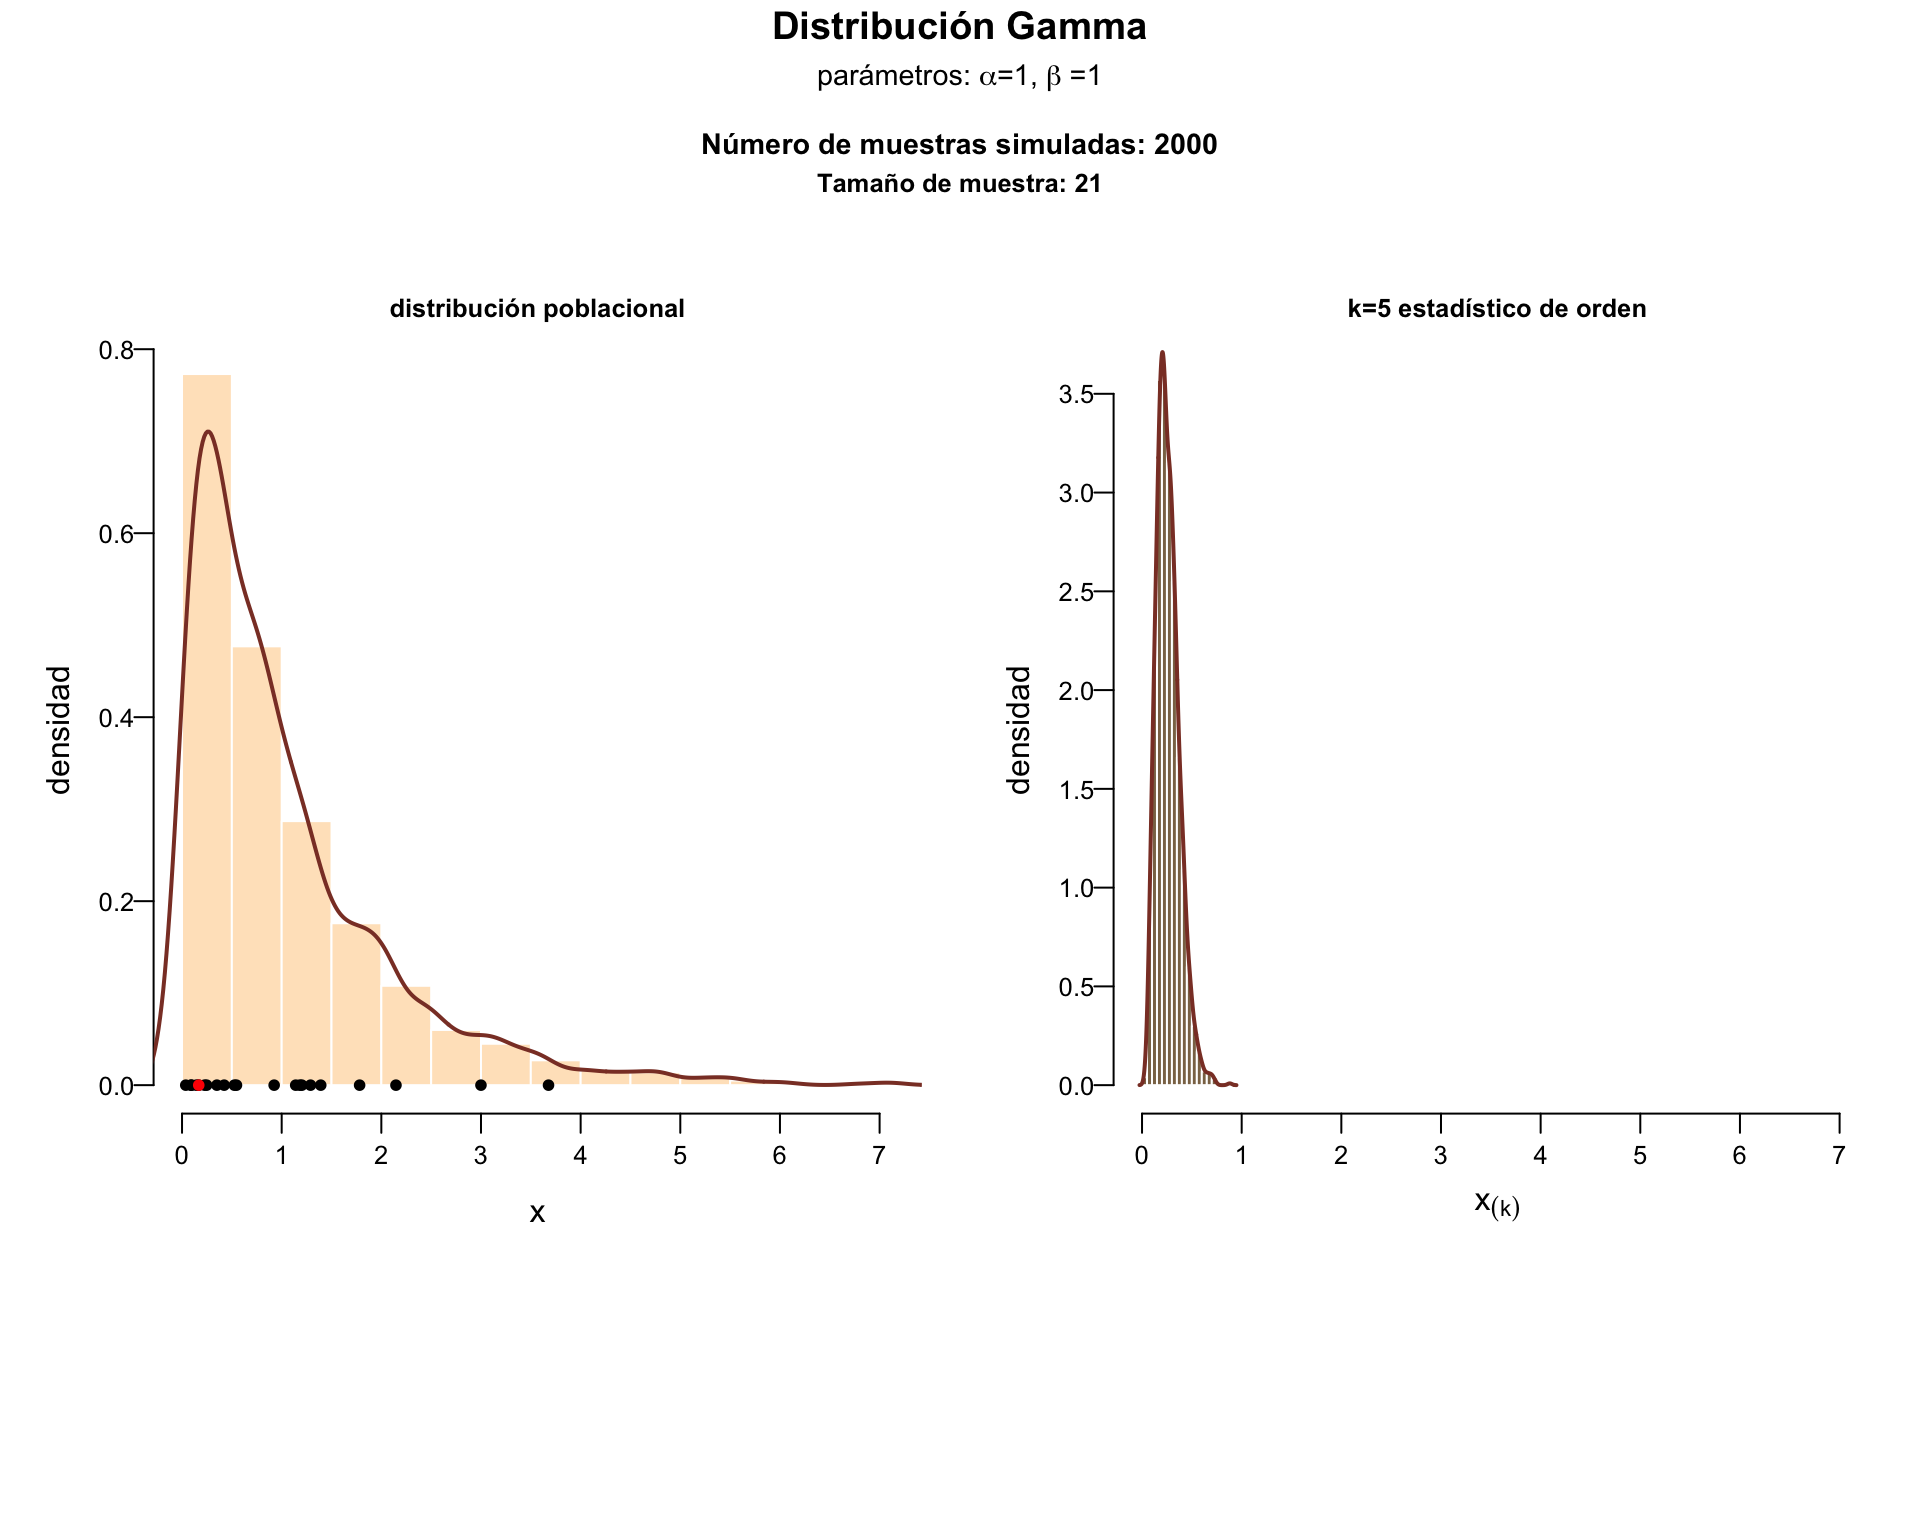 Distribución Gamma
parámetros: α=1, β =1
Número de muestras simuladas: 2000
Tamaño de muestra: 21
distribución poblacional
0.8
0.6
0.4
0.2
0.0
densidad
0 1 2 3 4 5 6 7
x
k=5 estadístico de orden
3.5
3.0
2.5
2.0
1.5
1.0
0.5
0.0
densidad
0 1 2 3 4 5 6 7
x(k)